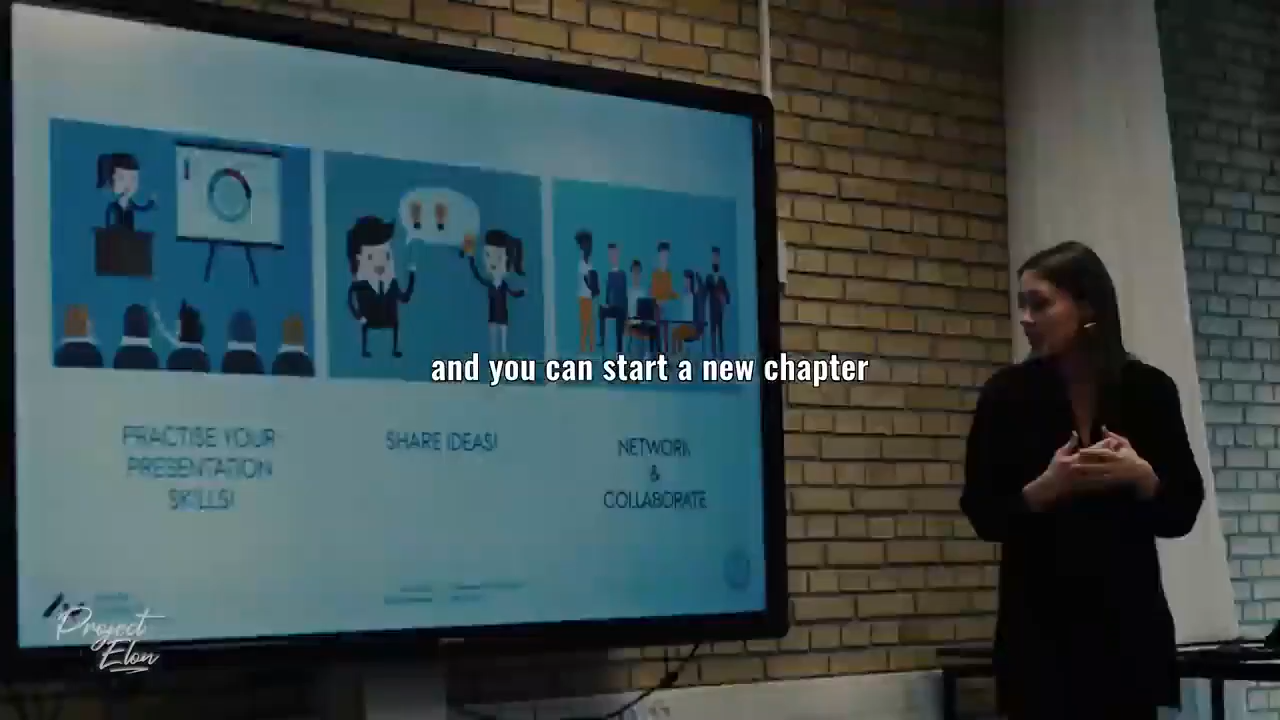 and you can start a new chapter
PRACTISE YOUR
PRESENTATION
SKILLS!
SHARE IDEAS!
NETWORK
&
COLLABORATE
Project
Elon